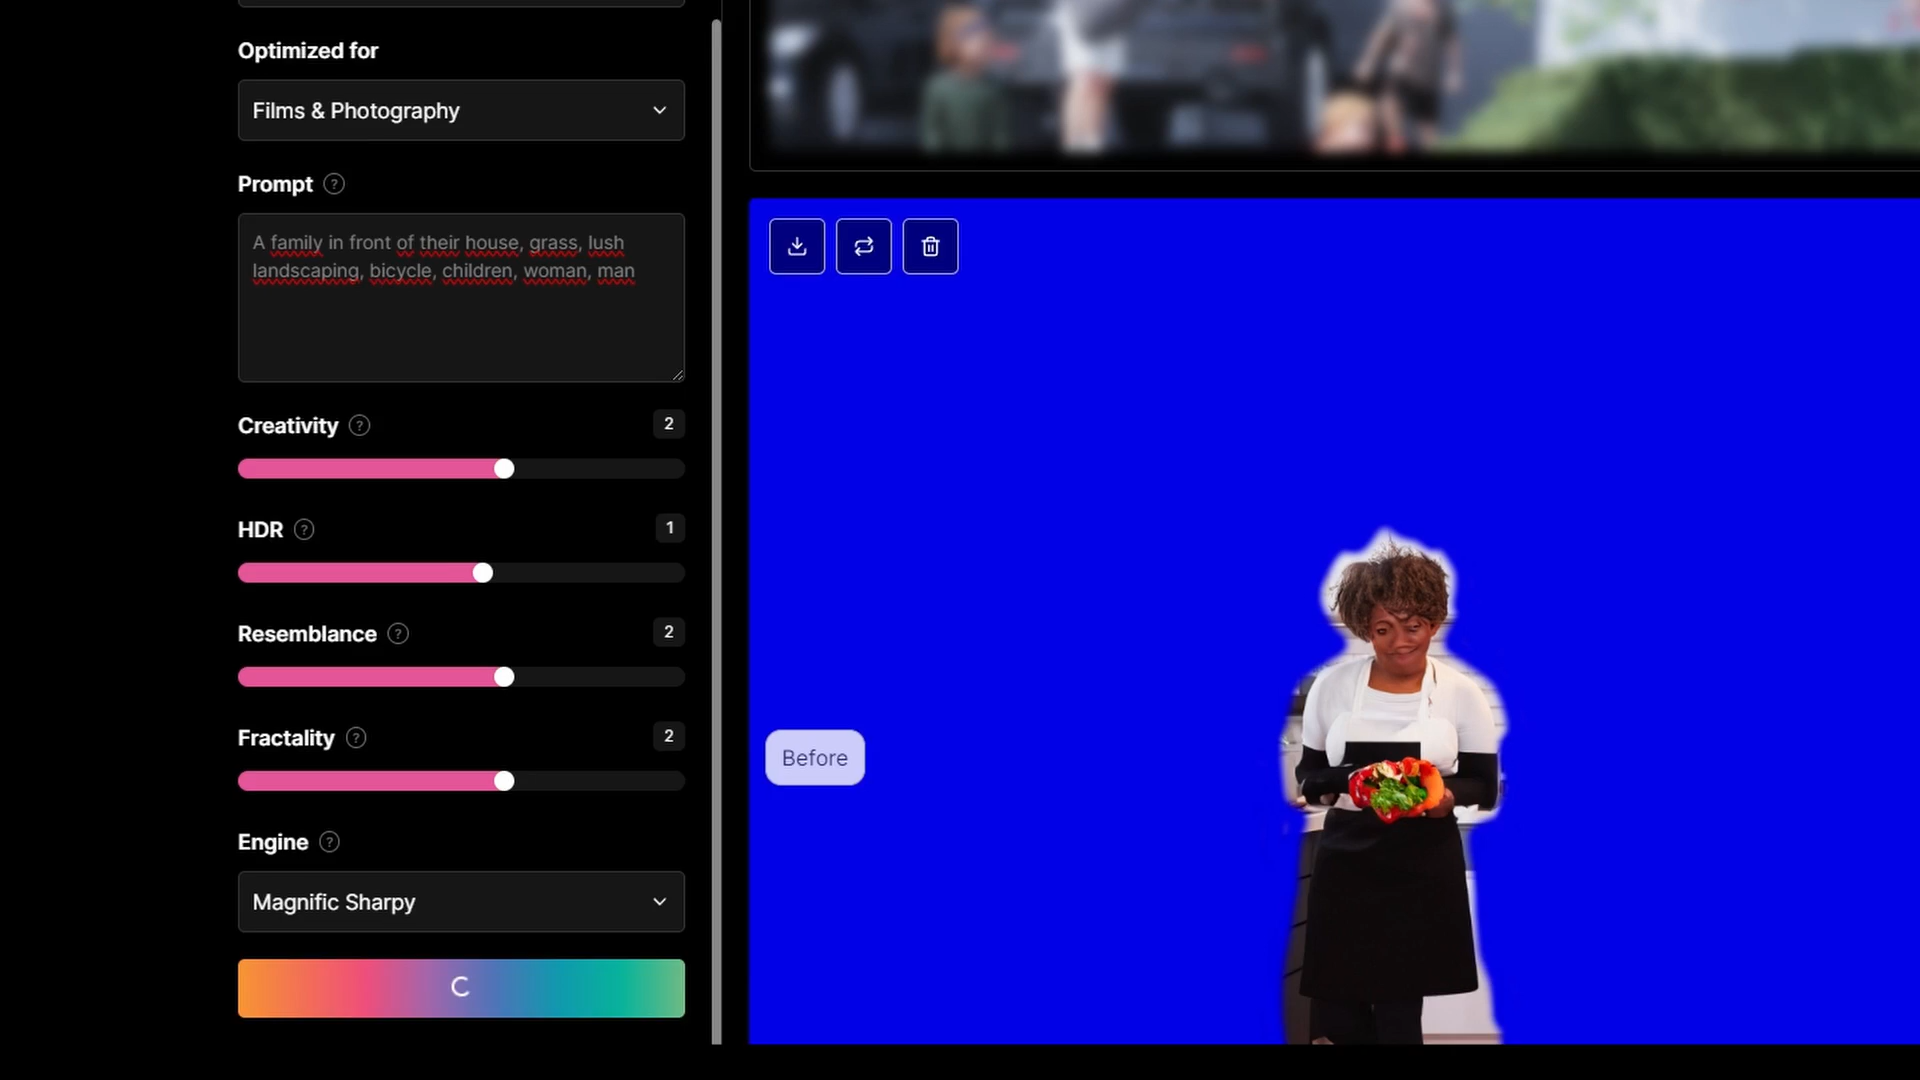 Optimized for
Films & Photography
Prompt ?
A family in front of their house, grass, lush
landscaping, bicycle, children, woman, man
Creativity ? 2
HDR ? 1
Resemblance ? 2
Fractality ? 2
Before
Engine ?
Magnific Sharpy